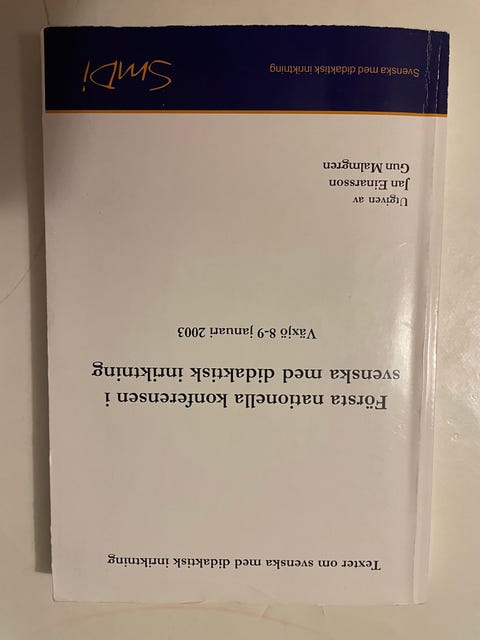 Texter om svenska med didaktisk inriktning
Första nationella konferensen i
svenska med didaktisk inriktning
Växjö 8-9 januari 2003
Utgiven av
Jan Einarsson
Gun Malmgren
Svenska med didaktisk inriktning
SMDi